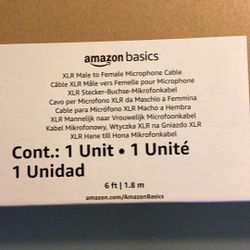 amazon basics
XLR Male to Female Microphone Cable
Câble XLR Mâle vers Femelle pour Microphone
XLR Stecker-Buchse-Mikrofonkabel
Cavo per Microfono XLR da Maschio a Femmina
Cable para Micrófono XLR Macho a Hembra
XLR Mannelijk naar Vrouwelijk Microfoonkabel
Kabel Mikrofonowy, Wtyczka XLR na Gniazdo XLR
XLR Hane till Hona Mikrofonkabel
Cont.: 1 Unit • 1 Unité
1 Unidad
6 ft | 1.8 m
amazon.com/AmazonBasics